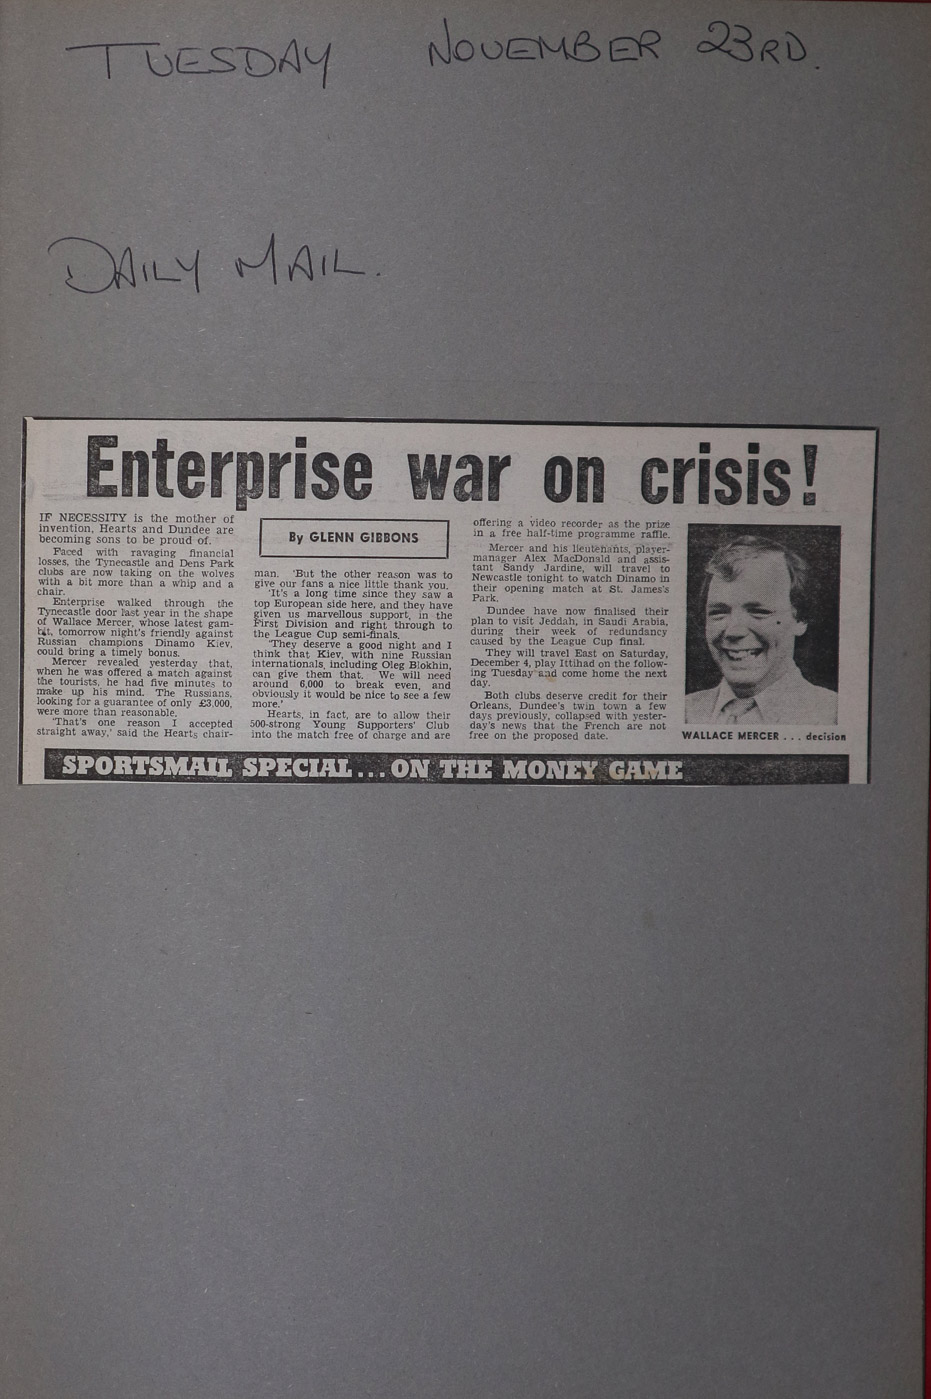 TUESDAY NOVEMBER 23RD.
DAILY MAIL.
Enterprise war on crisis!
IF NECESSITY is the mother of
invention, Hearts and Dundee are
becoming sons to be proud of.
Faced with ravaging financial
losses, the Tynecastle and Dens Park
clubs are now taking on the wolves
with a bit more than a whip and a
chair.
Enterprise walked through the
Tynecastle door last year in the shape
of Wallace Mercer, whose latest gam-
bit, tomorrow night's friendly against
Russian champions Dinamo Kiev,
could bring a timely bonus.
Mercer revealed yesterday that,
when he was offered a match against
the tourists, he had five minutes to
make up his mind. The Russians,
looking for a guarantee of only £3,000,
were more than reasonable.
'That's one reason I accepted
straight away,' said the Hearts chair-
By GLENN GIBBONS
man. 'But the other reason was to
give our fans a nice little thank you.
'It's a long time since they saw a
top European side here, and they have
given us marvellous support, in the
First Division and right through to
the League Cup semi-finals.
'They deserve a good night and I
think that Kiev, with nine Russian
internationals, including Oleg Blokhin,
can give them that. We will need
around 6,000 to break even, and
obviously it would be nice to see a few
more.'
Hearts, in fact, are to allow their
500-strong Young Supporters' Club
into the match free of charge and are
offering a video recorder as the prize
in a free half-time programme raffle.
Mercer and his lieutenants, player-
manager Alex MacDonald and assis-
tant Sandy Jardine, will travel to
Newcastle tonight to watch Dinamo in
their opening match at St. James's
Park.
Dundee have now finalised their
plan to visit Jeddah, in Saudi Arabia,
during their week of redundancy
caused by the League Cup final.
They will travel East on Saturday,
December 4, play Ittihad on the follow-
ing Tuesday and come home the next
day.
Both clubs deserve credit for their
Orleans, Dundee's twin town a few
days previously, collapsed with yester-
day's news that the French are not
free on the proposed date.
WALLACE MERCER . . . decision
SPORTSMAIL SPECIAL... ON THE MONEY GAME